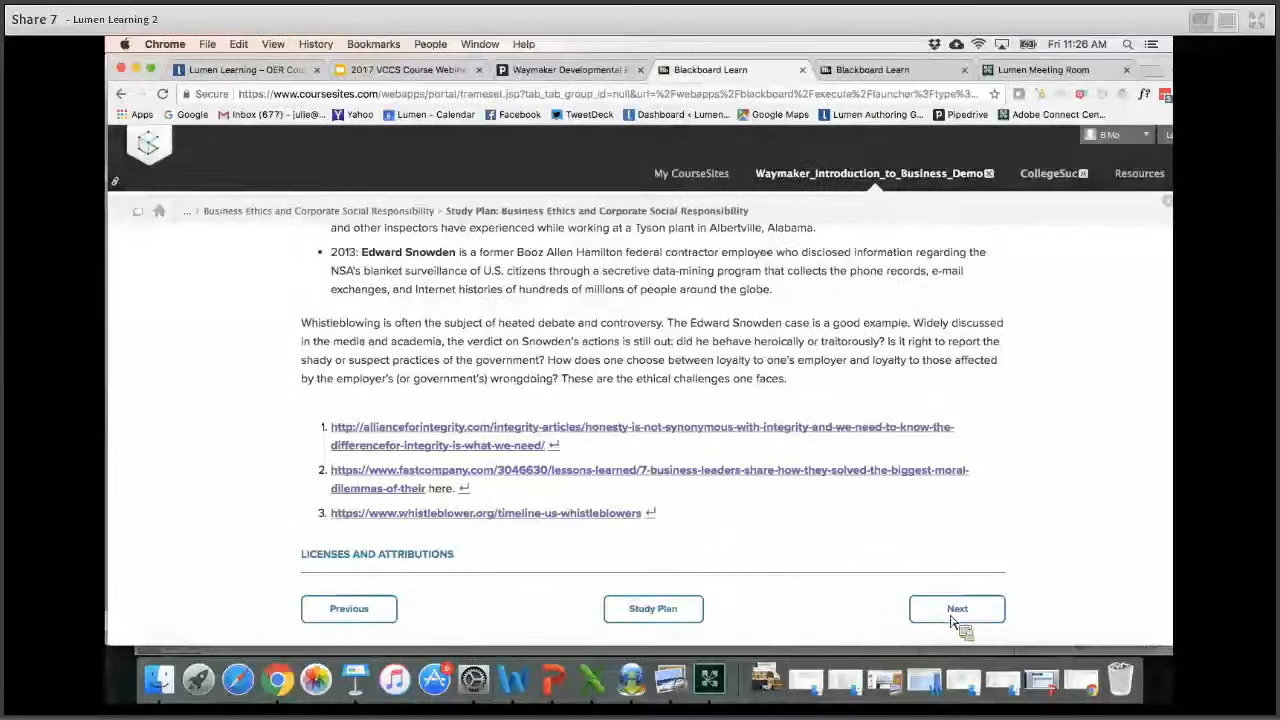 Share 7 - Lumen Learning 2
Chrome File Edit View History Bookmarks People Window Help Fri 11:26 AM
Lumen Learning – OER Cou × 2017 VCCS Course Webin × Waymaker Developmental E × Blackboard Learn × Blackboard Learn × Lumen Meeting Room ×
Secure https://www.coursesites.com/webapps/portal/frameset.jsp?tab_tab_group_id=null&url=%2Fwebapps%2Fblackboard%2Fexecute%2Flauncher%3Ftype%3...
Apps Google Inbox (677) - julie@... Yahoo Lumen - Calendar Facebook TweetDeck Dashboard ‹ Lumen... Google Maps Lumen Authoring G... Pipedrive Adobe Connect Cen...
B Mo
My CourseSites Waymaker_Introduction_to_Business_Demo CollegeSuc Resources
... › Business Ethics and Corporate Social Responsibility › Study Plan: Business Ethics and Corporate Social Responsibility
and other inspectors have experienced while working at a Tyson plant in Albertville, Alabama.
• 2013: Edward Snowden is a former Booz Allen Hamilton federal contractor employee who disclosed information regarding the
NSA's blanket surveillance of U.S. citizens through a secretive data-mining program that collects the phone records, e-mail
exchanges, and Internet histories of hundreds of millions of people around the globe.
Whistleblowing is often the subject of heated debate and controversy. The Edward Snowden case is a good example. Widely discussed
in the media and academia, the verdict on Snowden's actions is still out: did he behave heroically or traitorously? Is it right to report the
shady or suspect practices of the government? How does one choose between loyalty to one's employer and loyalty to those affected
by the employer's (or government's) wrongdoing? These are the ethical challenges one faces.
1. http://allianceforintegrity.com/integrity-articles/honesty-is-not-synonymous-with-integrity-and-we-need-to-know-the-
differencefor-integrity-is-what-we-need/ ↵
2. https://www.fastcompany.com/3046630/lessons-learned/7-business-leaders-share-how-they-solved-the-biggest-moral-
dilemmas-of-their here. ↵
3. https://www.whistleblower.org/timeline-us-whistleblowers ↵
LICENSES AND ATTRIBUTIONS
Previous Study Plan Next